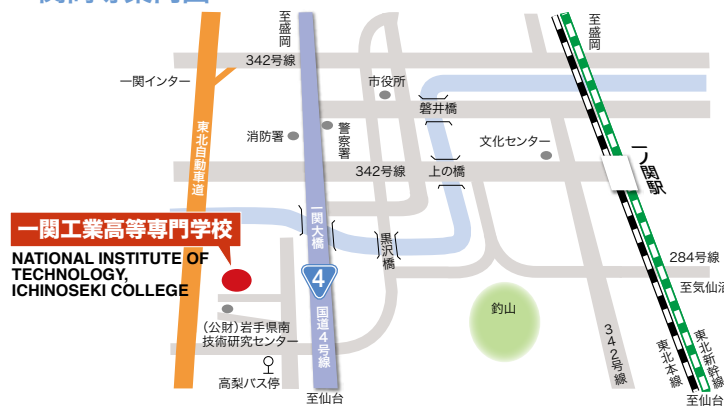 至盛岡
至盛岡
342号線
284号線
一関インター
市役所
磐井橋
東北自動車道
消防署
警察署
文化センター
342号線
上の橋
一ノ関駅
一関大橋
黒沢橋
一関工業高等専門学校
NATIONAL INSTITUTE OF
TECHNOLOGY,
ICHINOSEKI COLLEGE
284号線
至気仙沼
4
国道4号線
釣山
(公財)岩手県南
技術研究センター
342号線
東北本線
東北新幹線
高梨バス停
至仙台
至仙台